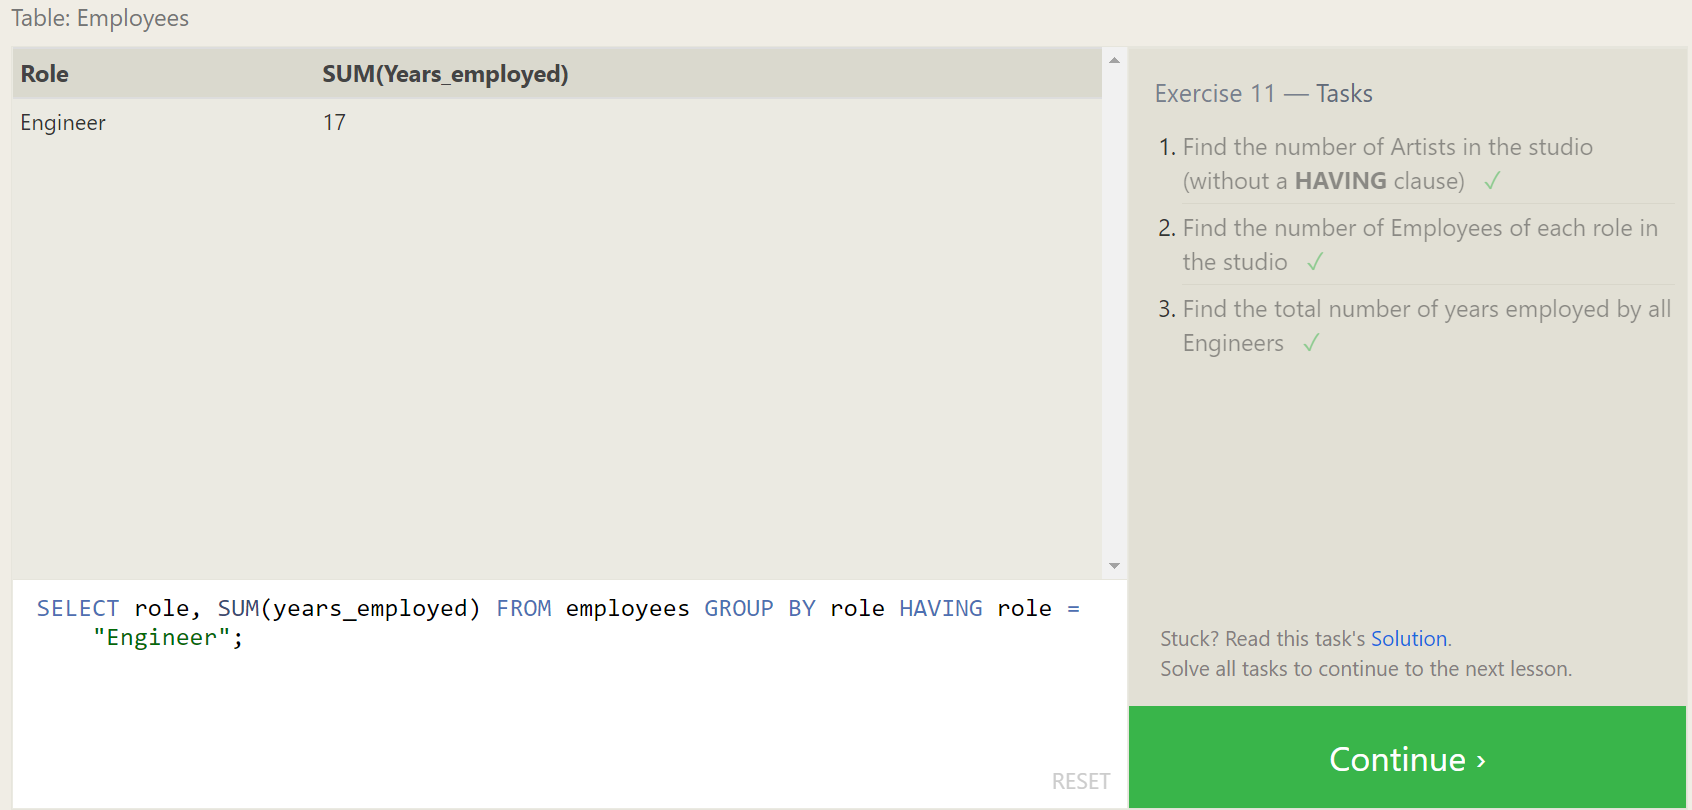 Table: Employees
Role SUM(Years_employed)
Engineer 17
SELECT role, SUM(years_employed) FROM employees GROUP BY role HAVING role =
"Engineer";
RESET
Exercise 11 — Tasks
1. Find the number of Artists in the studio
(without a HAVING clause) ✓
2. Find the number of Employees of each role in
the studio ✓
3. Find the total number of years employed by all
Engineers ✓
Stuck? Read this task's Solution.
Solve all tasks to continue to the next lesson.
Continue ›